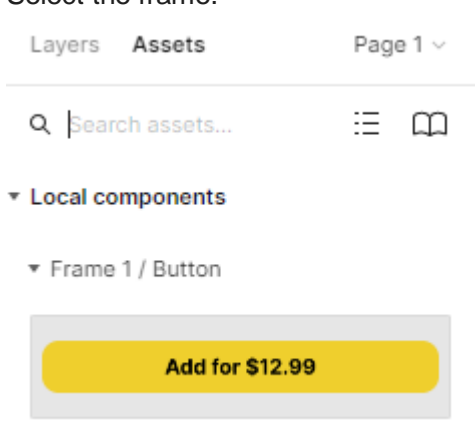 Select the frame.
Layers Assets Page 1
Search assets...
Local components
Frame 1 / Button
Add for $12.99